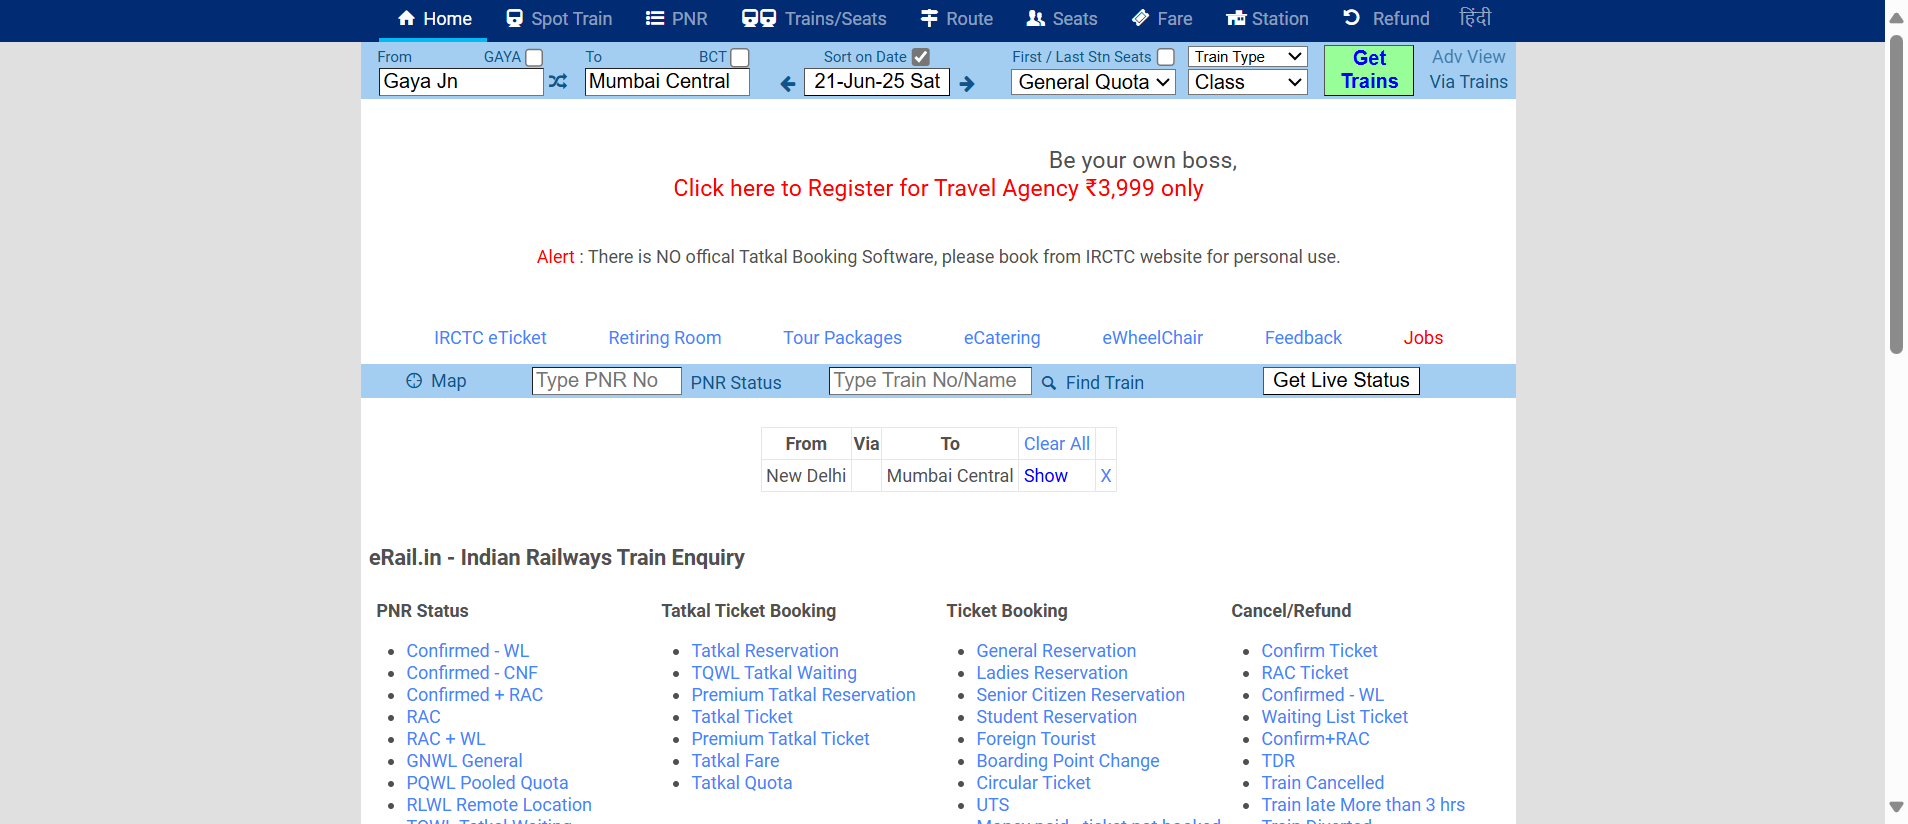 Home Spot Train PNR Trains/Seats Route Seats Fare Station Refund हिंदी
From GAYA To BCT Sort on Date First / Last Stn Seats Train Type Get Trains Adv View
Gaya Jn Mumbai Central 21-Jun-25 Sat General Quota Class Via Trains
Be your own boss,
Click here to Register for Travel Agency ₹3,999 only
Alert : There is NO offical Tatkal Booking Software, please book from IRCTC website for personal use.
IRCTC eTicket Retiring Room Tour Packages eCatering eWheelChair Feedback Jobs
Map Type PNR No PNR Status Type Train No/Name Find Train Get Live Status
From Via To Clear All
New Delhi Mumbai Central Show X
eRail.in - Indian Railways Train Enquiry
PNR Status
Confirmed - WL
Confirmed - CNF
Confirmed + RAC
RAC
RAC + WL
GNWL General
PQWL Pooled Quota
RLWL Remote Location
TQWL Tatkal Waiting
Tatkal Ticket Booking
Tatkal Reservation
TQWL Tatkal Waiting
Premium Tatkal Reservation
Tatkal Ticket
Premium Tatkal Ticket
Tatkal Fare
Tatkal Quota
Ticket Booking
General Reservation
Ladies Reservation
Senior Citizen Reservation
Student Reservation
Foreign Tourist
Boarding Point Change
Circular Ticket
UTS
Money paid - ticket not booked
Cancel/Refund
Confirm Ticket
RAC Ticket
Confirmed - WL
Waiting List Ticket
Confirm+RAC
TDR
Train Cancelled
Train late More than 3 hrs
Train Diverted